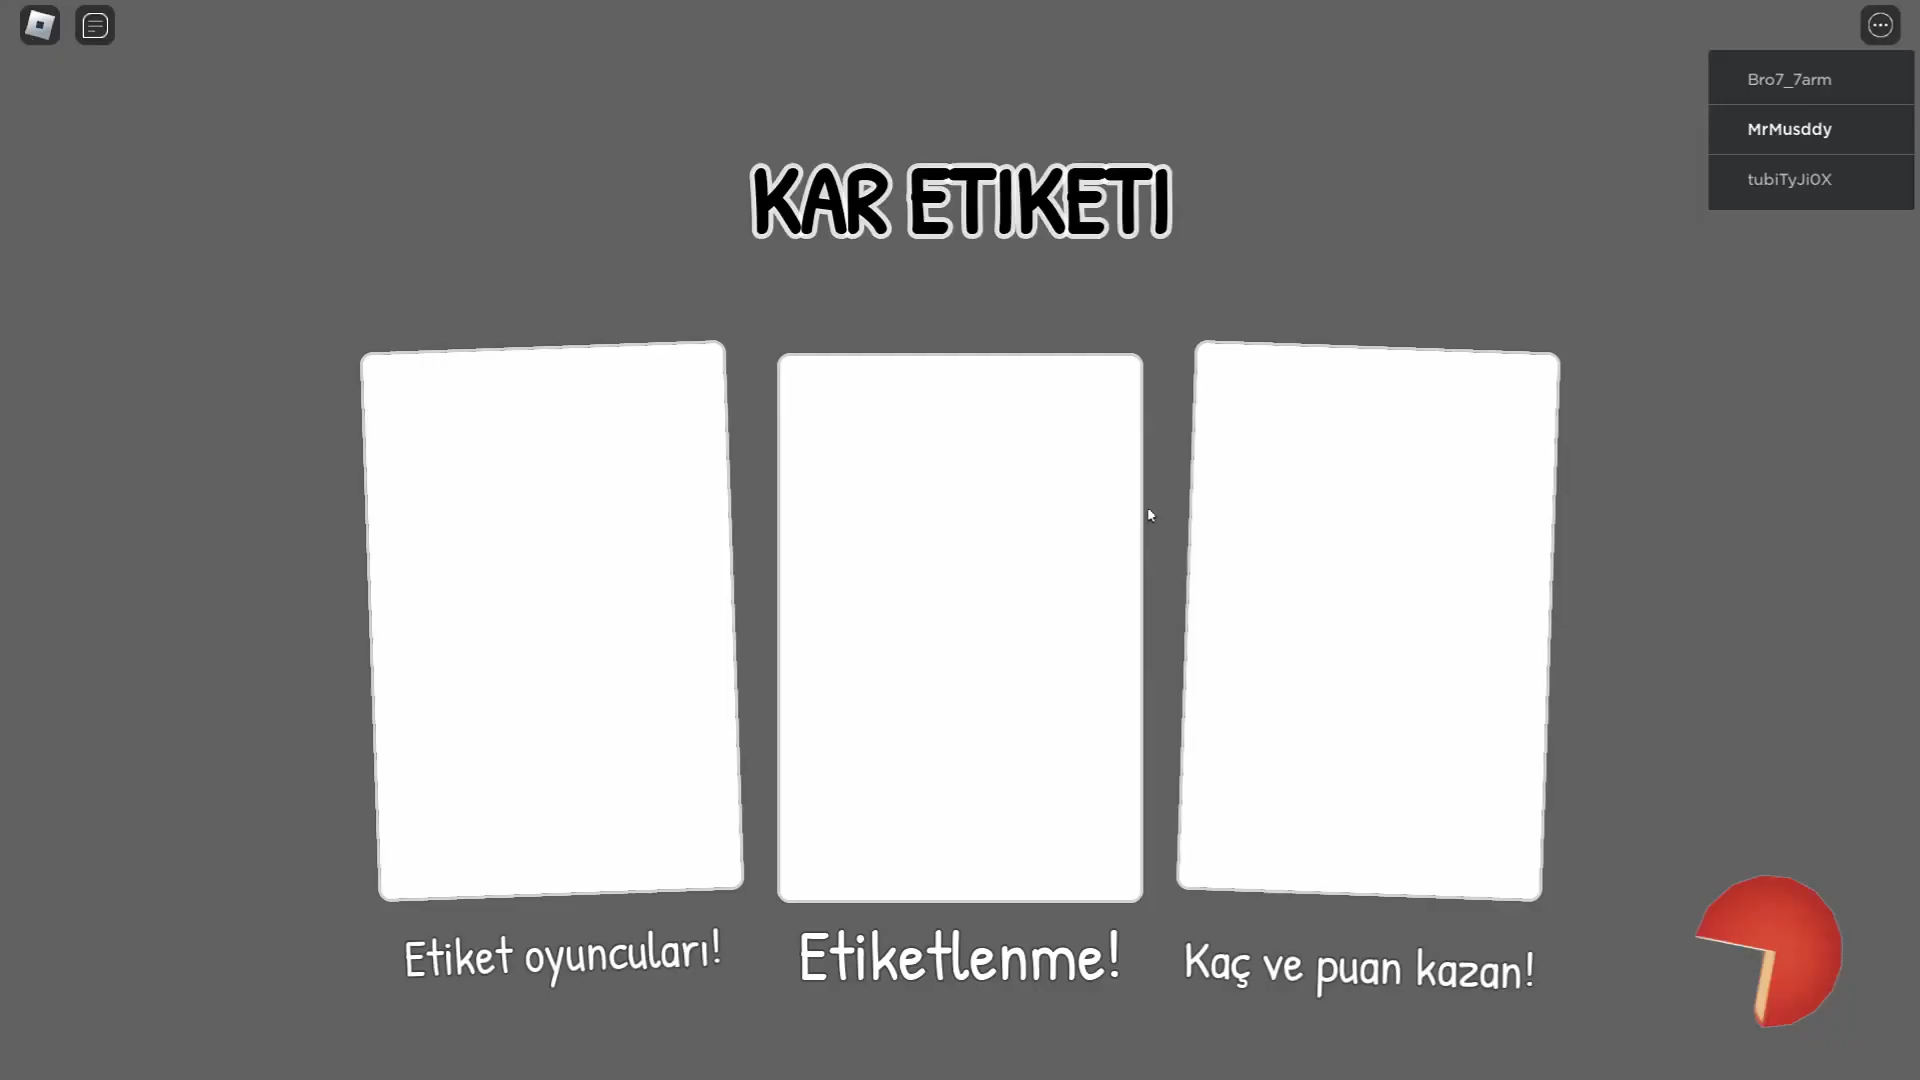 Bro7_7arm
MrMusddy
tubiTyJi0X
KAR ETIKETI
Etiket oyuncuları!
Etiketlenme!
Kaç ve puan kazan!